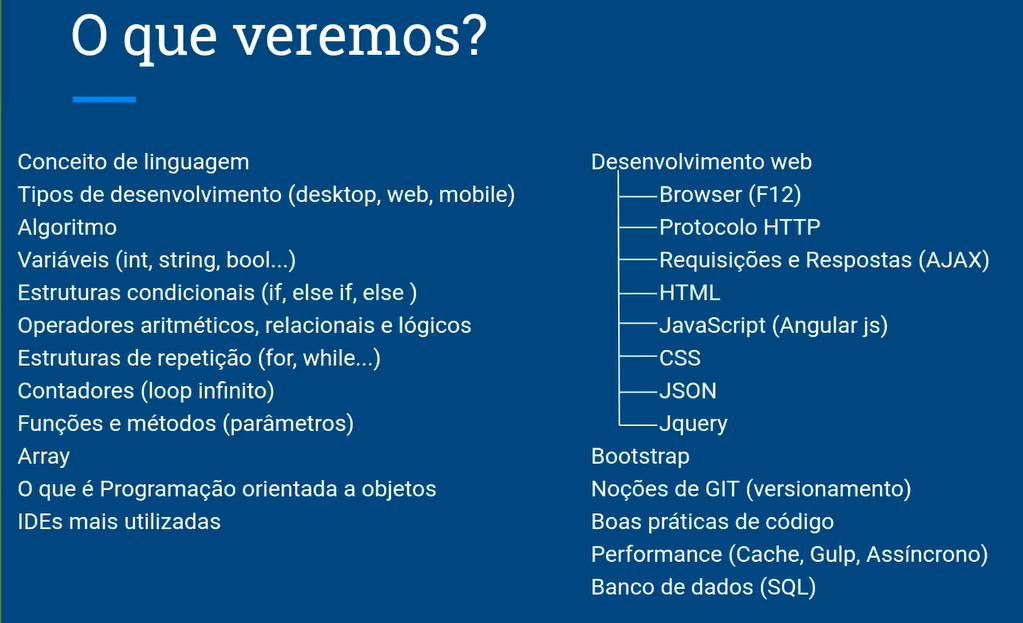 O que veremos?
Conceito de linguagem
Tipos de desenvolvimento (desktop, web, mobile)
Algoritmo
Variáveis (int, string, bool...)
Estruturas condicionais (if, else if, else )
Operadores aritméticos, relacionais e lógicos
Estruturas de repetição (for, while...)
Contadores (loop infinito)
Funções e métodos (parâmetros)
Array
O que é Programação orientada a objetos
IDEs mais utilizadas
Desenvolvimento web
Browser (F12)
Protocolo HTTP
Requisições e Respostas (AJAX)
HTML
JavaScript (Angular js)
CSS
JSON
Jquery
Bootstrap
Noções de GIT (versionamento)
Boas práticas de código
Performance (Cache, Gulp, Assíncrono)
Banco de dados (SQL)